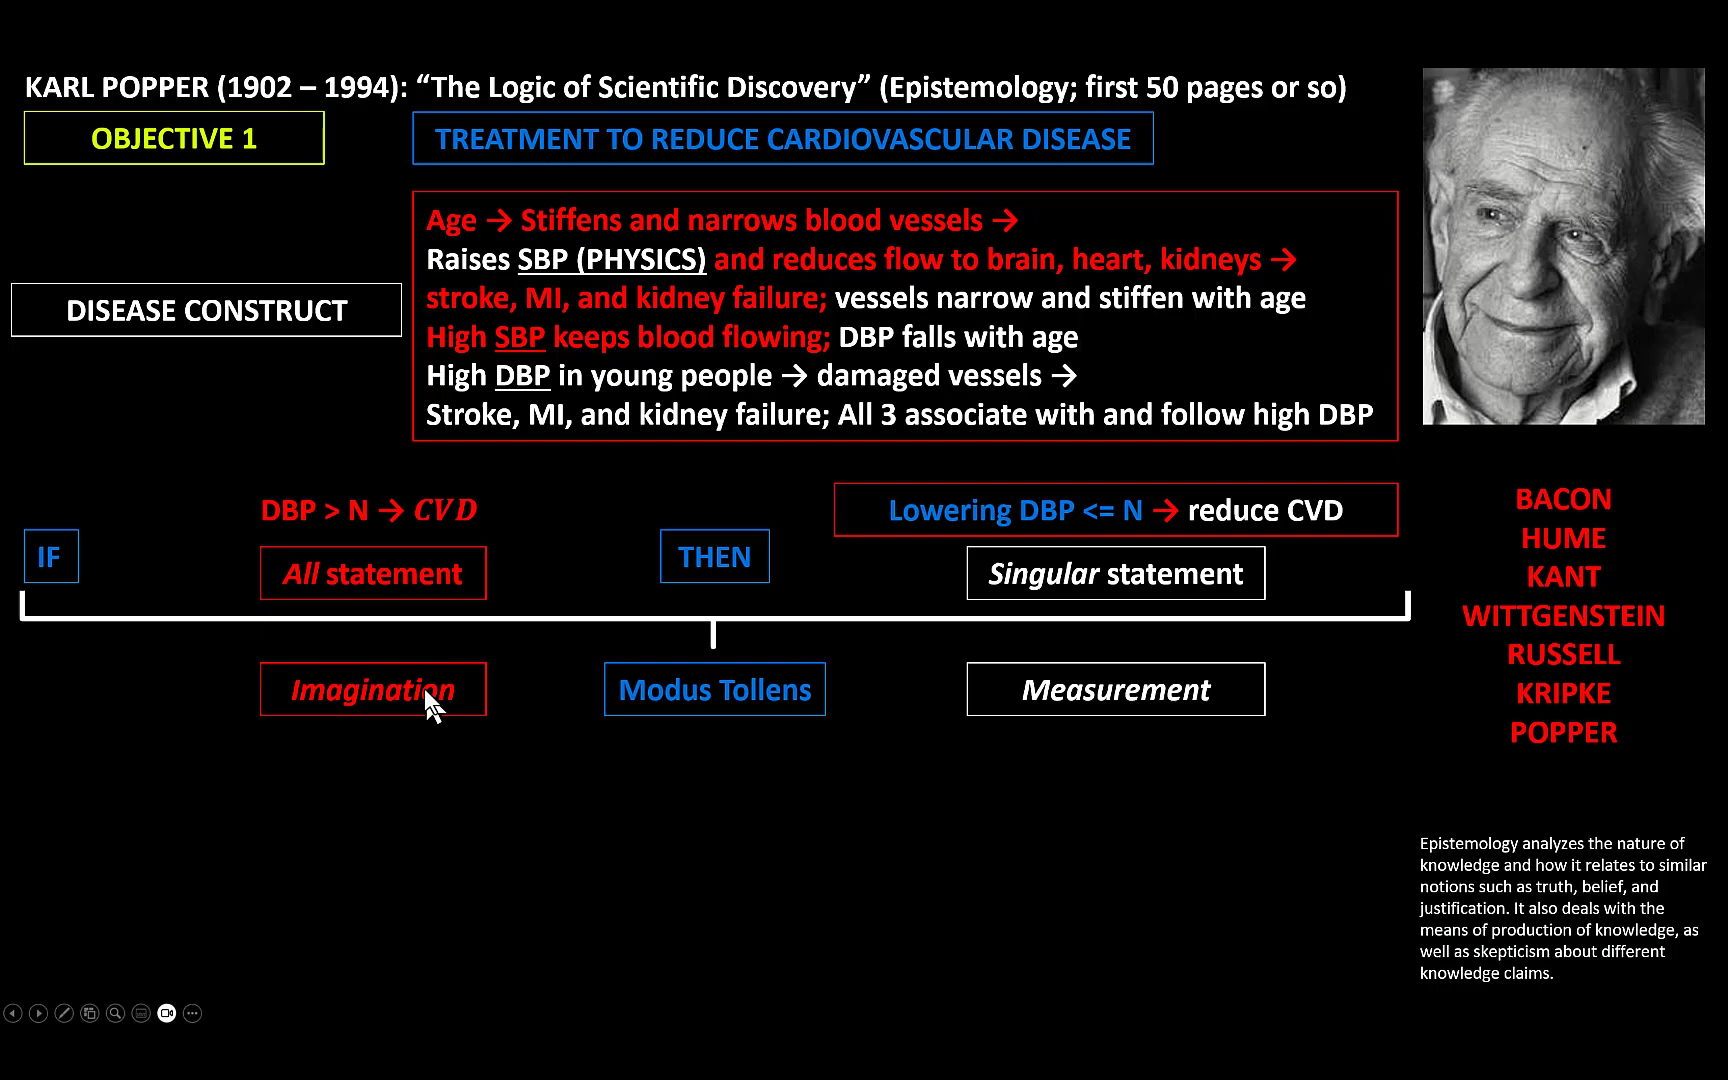 KARL POPPER (1902 – 1994): “The Logic of Scientific Discovery” (Epistemology; first 50 pages or so)
OBJECTIVE 1
TREATMENT TO REDUCE CARDIOVASCULAR DISEASE
DISEASE CONSTRUCT
Age → Stiffens and narrows blood vessels →
Raises SBP (PHYSICS) and reduces flow to brain, heart, kidneys →
stroke, MI, and kidney failure; vessels narrow and stiffen with age
High SBP keeps blood flowing; DBP falls with age
High DBP in young people → damaged vessels →
Stroke, MI, and kidney failure; All 3 associate with and follow high DBP
IF
DBP > N → CVD
All statement
THEN
Lowering DBP <= N → reduce CVD
Singular statement
Imagination
Modus Tollens
Measurement
BACON
HUME
KANT
WITTGENSTEIN
RUSSELL
KRIPKE
POPPER
Epistemology analyzes the nature of
knowledge and how it relates to similar
notions such as truth, belief, and
justification. It also deals with the
means of production of knowledge, as
well as skepticism about different
knowledge claims.